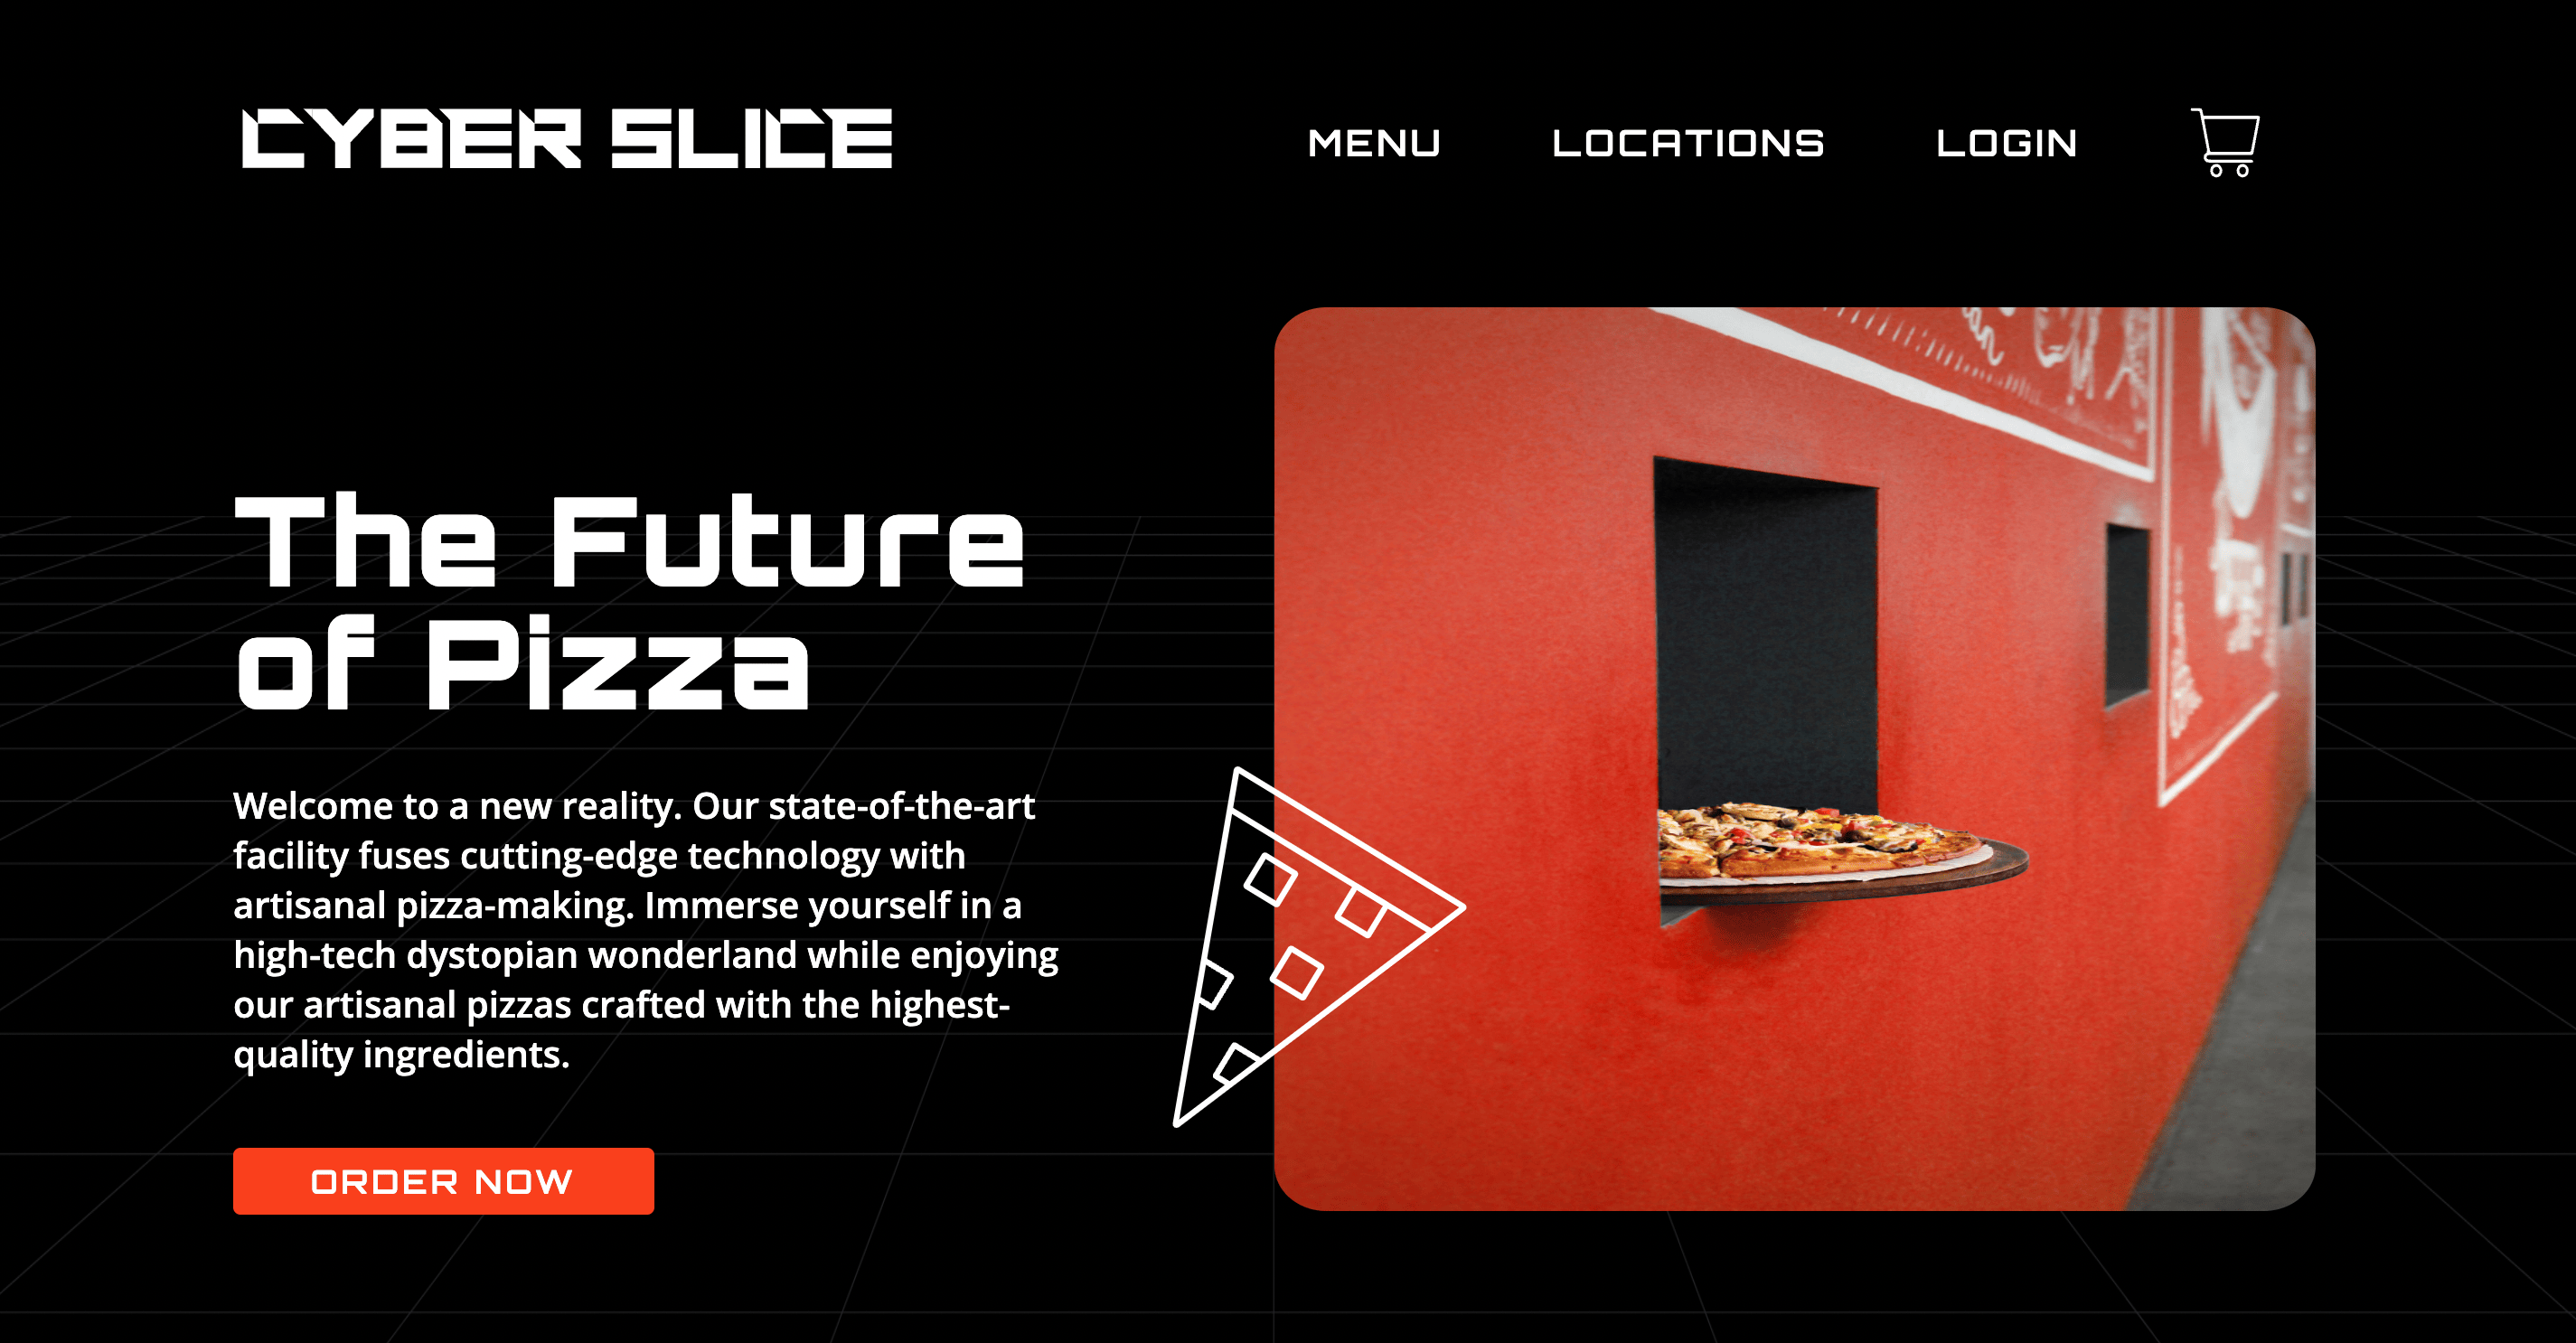 CYBER SLICE
MENU LOCATIONS LOGIN
The Future
of Pizza
Welcome to a new reality. Our state-of-the-art
facility fuses cutting-edge technology with
artisanal pizza-making. Immerse yourself in a
high-tech dystopian wonderland while enjoying
our artisanal pizzas crafted with the highest-
quality ingredients.
ORDER NOW